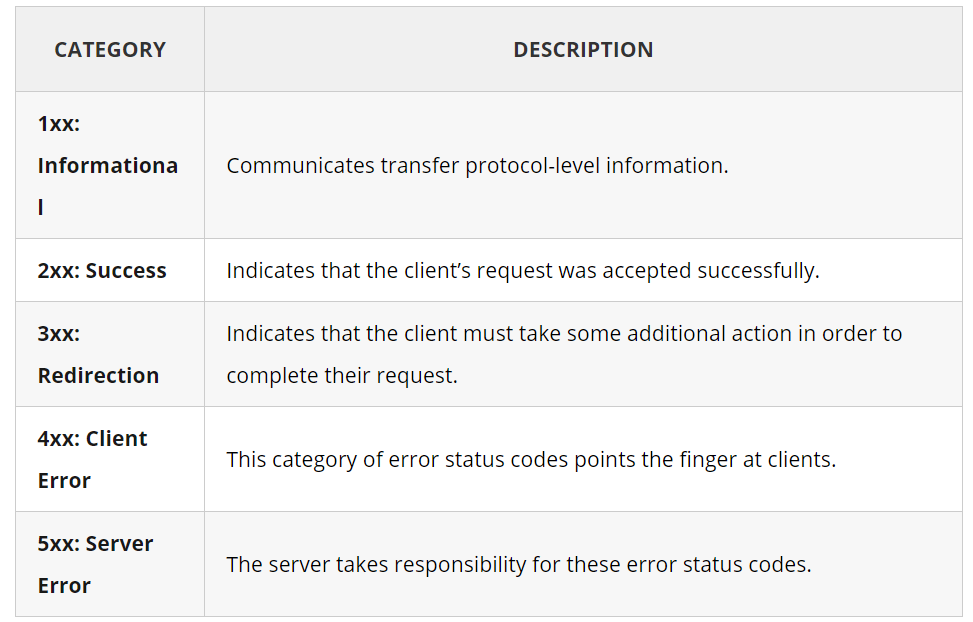 CATEGORY DESCRIPTION
1xx:
Informationa
l
Communicates transfer protocol-level information.
2xx: Success
Indicates that the client’s request was accepted successfully.
3xx:
Redirection
Indicates that the client must take some additional action in order to
complete their request.
4xx: Client
Error
This category of error status codes points the finger at clients.
5xx: Server
Error
The server takes responsibility for these error status codes.